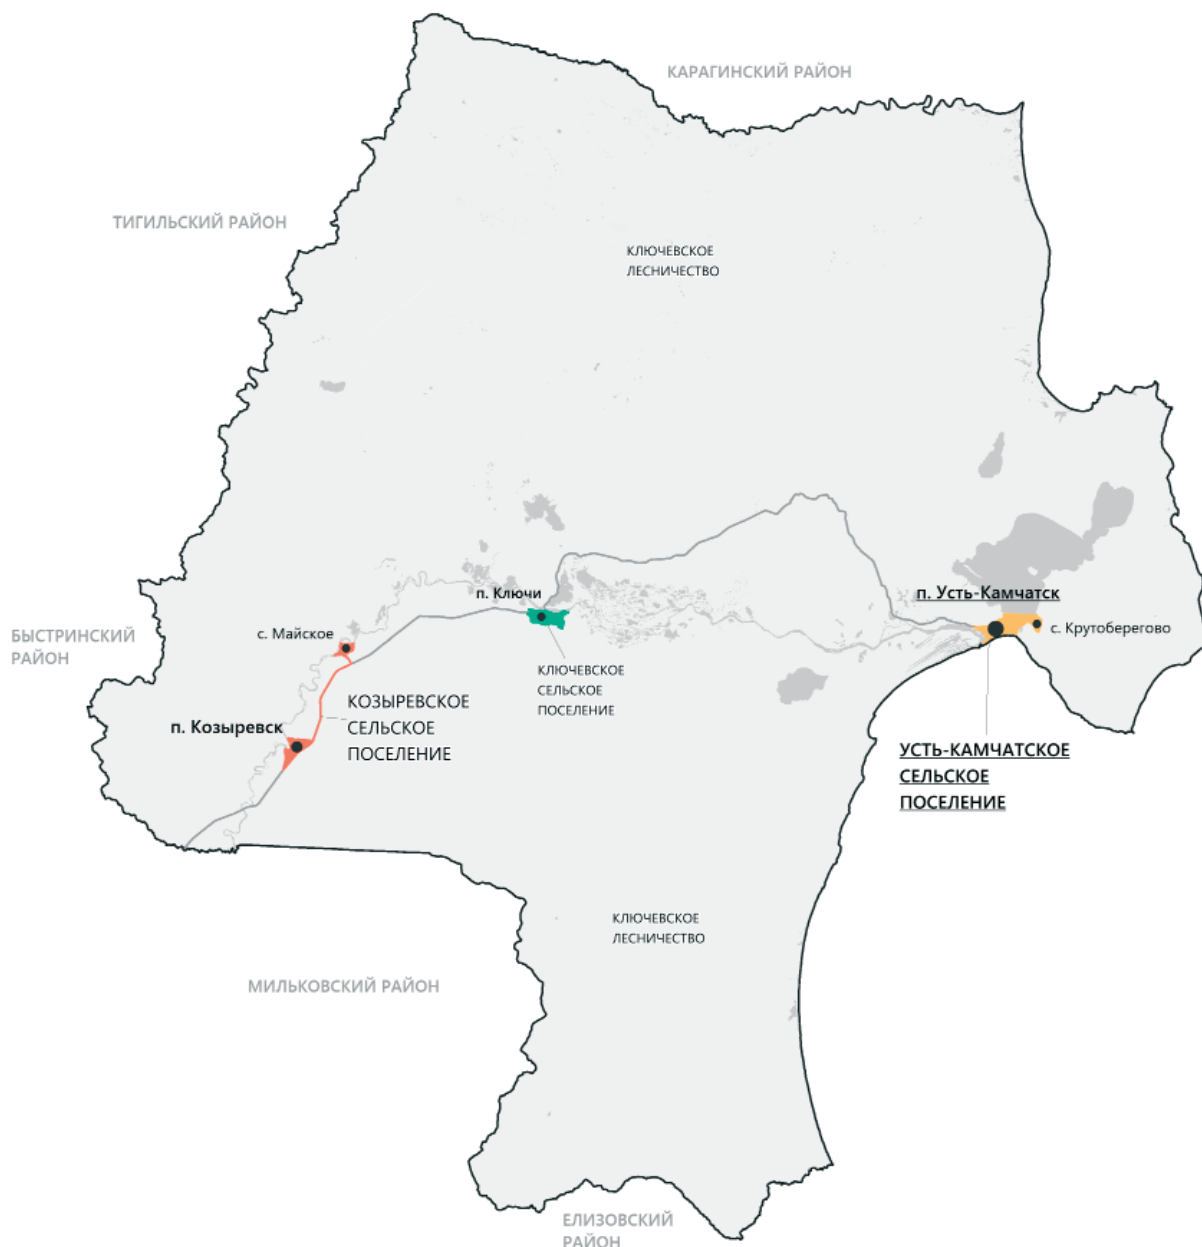 КАРАГИНСКИЙ РАЙОН
ТИГИЛЬСКИЙ РАЙОН
КЛЮЧЕВСКОЕ
ЛЕСНИЧЕСТВО
п. Ключи
п. Усть-Камчатск
с. Крутоберегово
БЫСТРИНСКИЙ
РАЙОН
с. Майское
КЛЮЧЕВСКОЕ
СЕЛЬСКОЕ
ПОСЕЛЕНИЕ
КОЗЫРЕВСКОЕ
СЕЛЬСКОЕ
ПОСЕЛЕНИЕ
п. Козыревск
УСТЬ-КАМЧАТСКОЕ
СЕЛЬСКОЕ
ПОСЕЛЕНИЕ
КЛЮЧЕВСКОЕ
ЛЕСНИЧЕСТВО
МИЛЬКОВСКИЙ РАЙОН
ЕЛИЗОВСКИЙ
РАЙОН